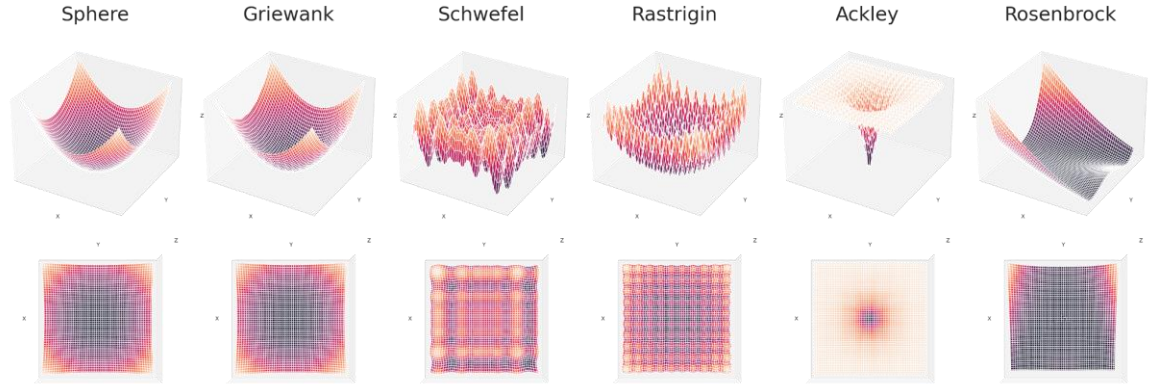 Sphere Griewank Schwefel Rastrigin Ackley Rosenbrock
Z Z Z Z Z
Y Y Y Y Y Y
X X X X X X
Y Z Y Z Y Z Y Z Y Z Y Z
X X X X X X